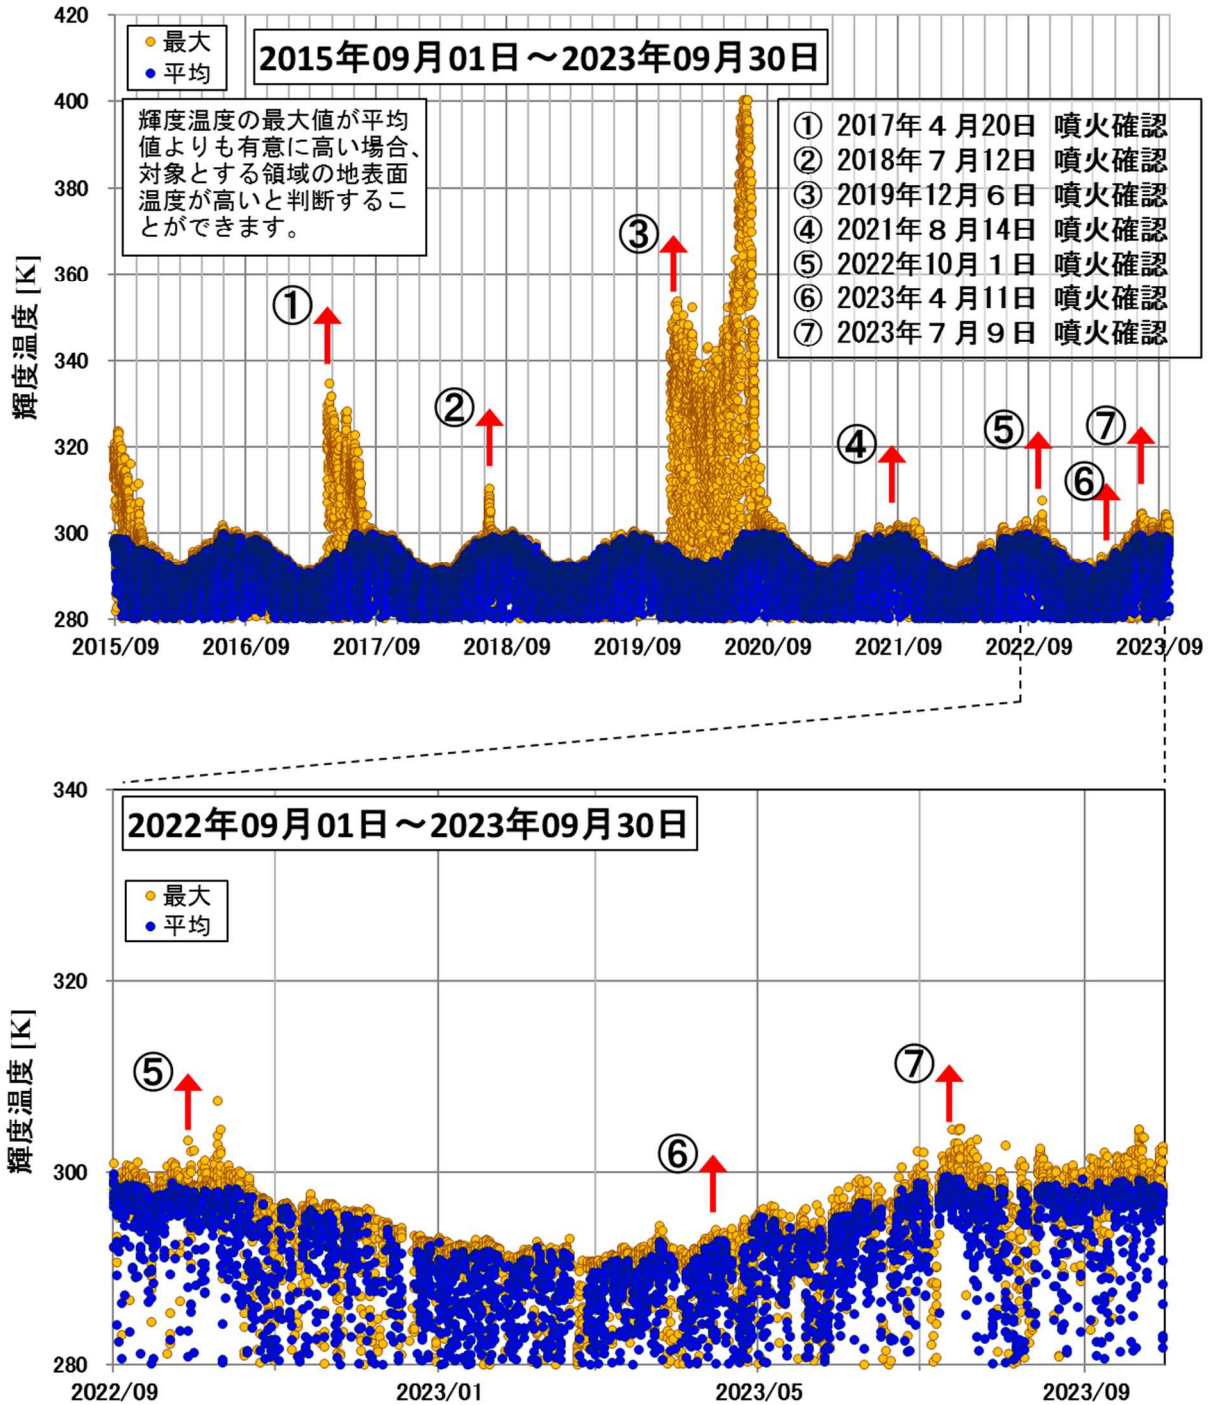 420
400
380
360
340
320
300
280
輝度温度 [K]
最大
平均
2015年09月01日～2023年09月30日
輝度温度の最大値が平均
値よりも有意に高い場合、
対象とする領域の地表面
温度が高いと判断するこ
とができます。
① 2017年４月20日 噴火確認
② 2018年７月12日 噴火確認
③ 2019年12月６日 噴火確認
④ 2021年８月14日 噴火確認
⑤ 2022年10月１日 噴火確認
⑥ 2023年４月11日 噴火確認
⑦ 2023年７月９日 噴火確認
①
②
③
④
⑤
⑥
⑦
2015/09
2016/09
2017/09
2018/09
2019/09
2020/09
2021/09
2022/09
2023/09
340
320
300
280
輝度温度 [K]
2022年09月01日～2023年09月30日
最大
平均
⑤
⑥
⑦
2022/09
2023/01
2023/05
2023/09